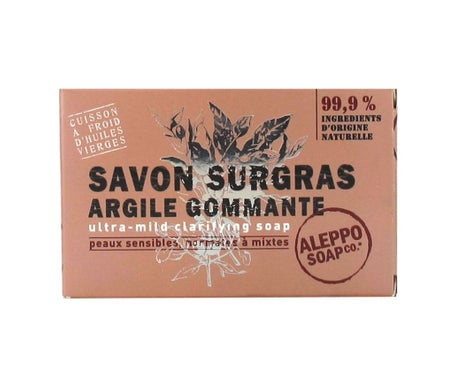 CUISSON
A FROID
D'HUILES
VIERGES
99,9 %
INGREDIENTS
D'ORIGINE
NATURELLE
SAVON SURGRAS
ARGILE GOMMANTE
ultra-mild clarifying soap
peaux sensibles, normales à mixtes
ALEPPO
SOAP CO.